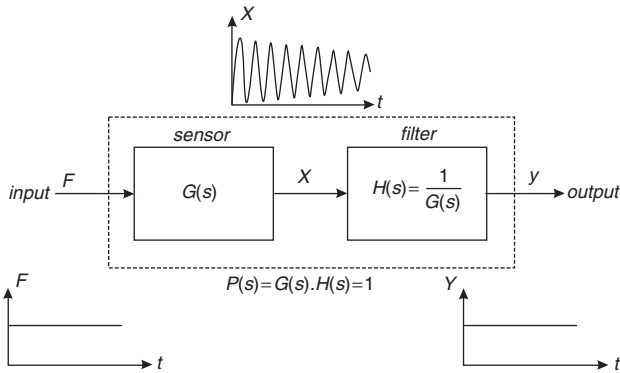 X
t
sensor
filter
input
F
G(s)
X
H(s)= 1
G(s)
y
output
P(s)=G(s).H(s)=1
F
t
Y
t